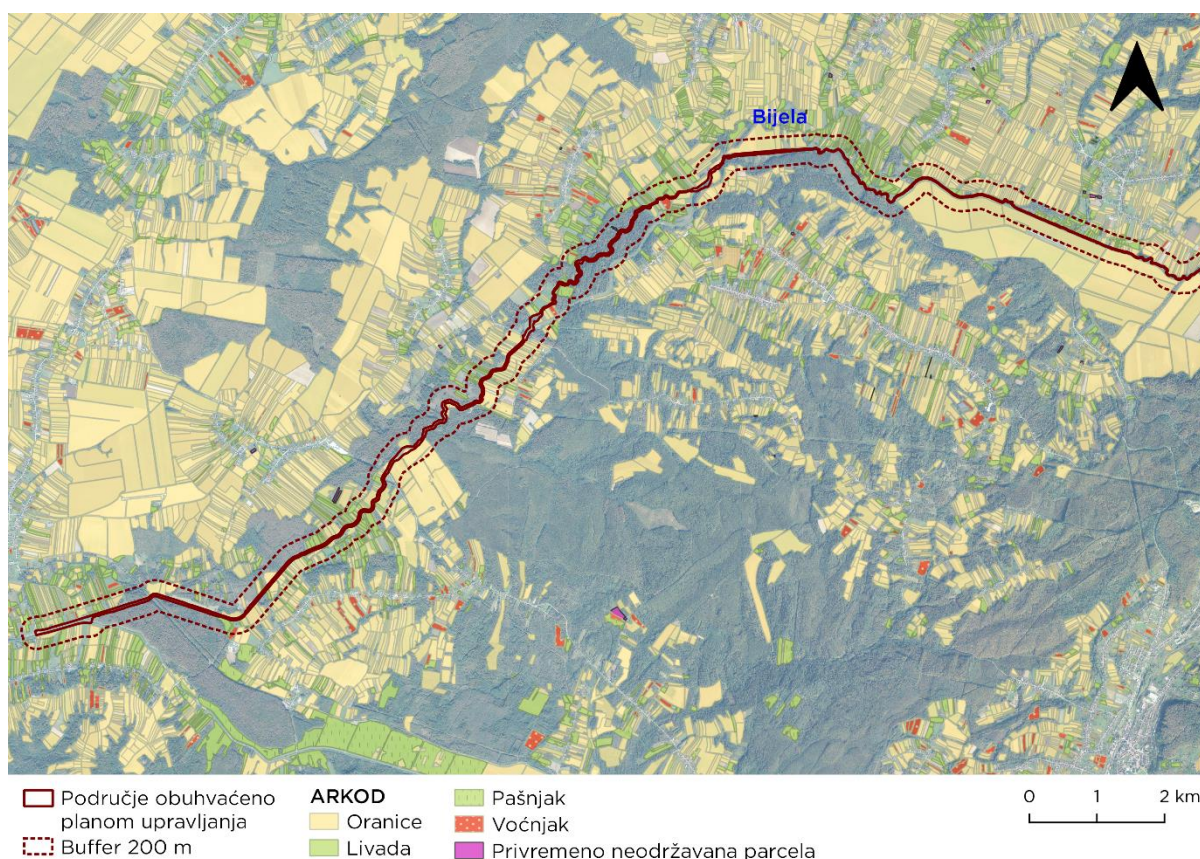 Bijela
Područje obuhvaćeno
planom upravljanja
Buffer 200 m
ARKOD
Oranice
Livada
Pašnjak
Voćnjak
Privremeno neodržavana parcela
0 1 2 km